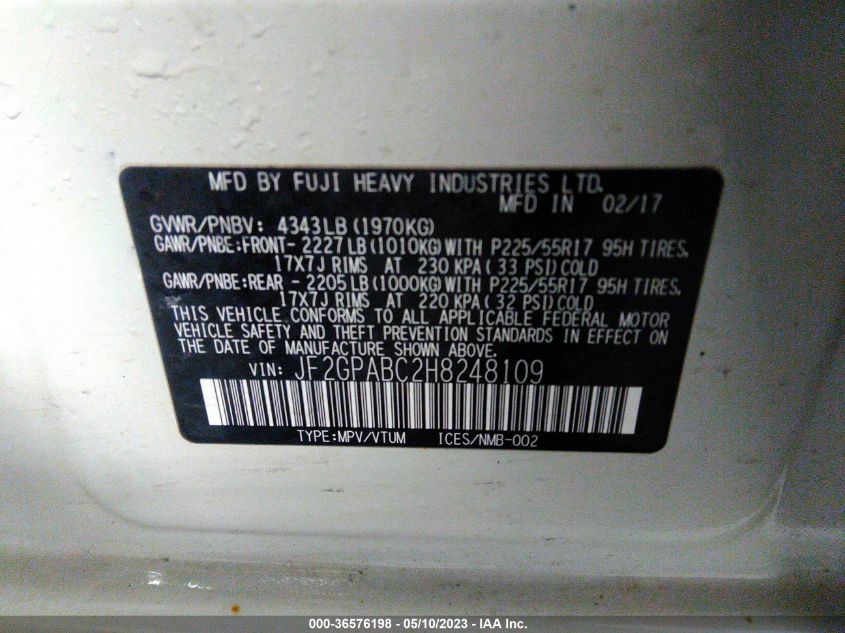 MFD BY FUJI HEAVY INDUSTRIES LTD.
MFD IN 02/17
GVWR/PNBV: 4343LB (1970KG)
GAWR/PNBE:FRONT- 2227LB(1010KG)WITH P225/55R17 95H TIRES.
17X7J RIMS AT 230 KPA( 33 PSI)COLD
GAWR/PNBE:REAR - 2205LB(1000KG)WITH P225/55R17 95H TIRES.
17X7J RIMS AT 220 KPA( 32 PSI)COLD
THIS VEHICLE CONFORMS TO ALL APPLICABLE FEDERAL MOTOR
VEHICLE SAFETY AND THEFT PREVENTION STANDARDS IN EFFECT ON
THE DATE OF MANUFACTURE SHOWN ABOVE.
VIN: JF2GPABC2H8248109
TYPE:MPV/VTUM ICES/NMB-002
000-36576198 - 05/10/2023 - IAA Inc.